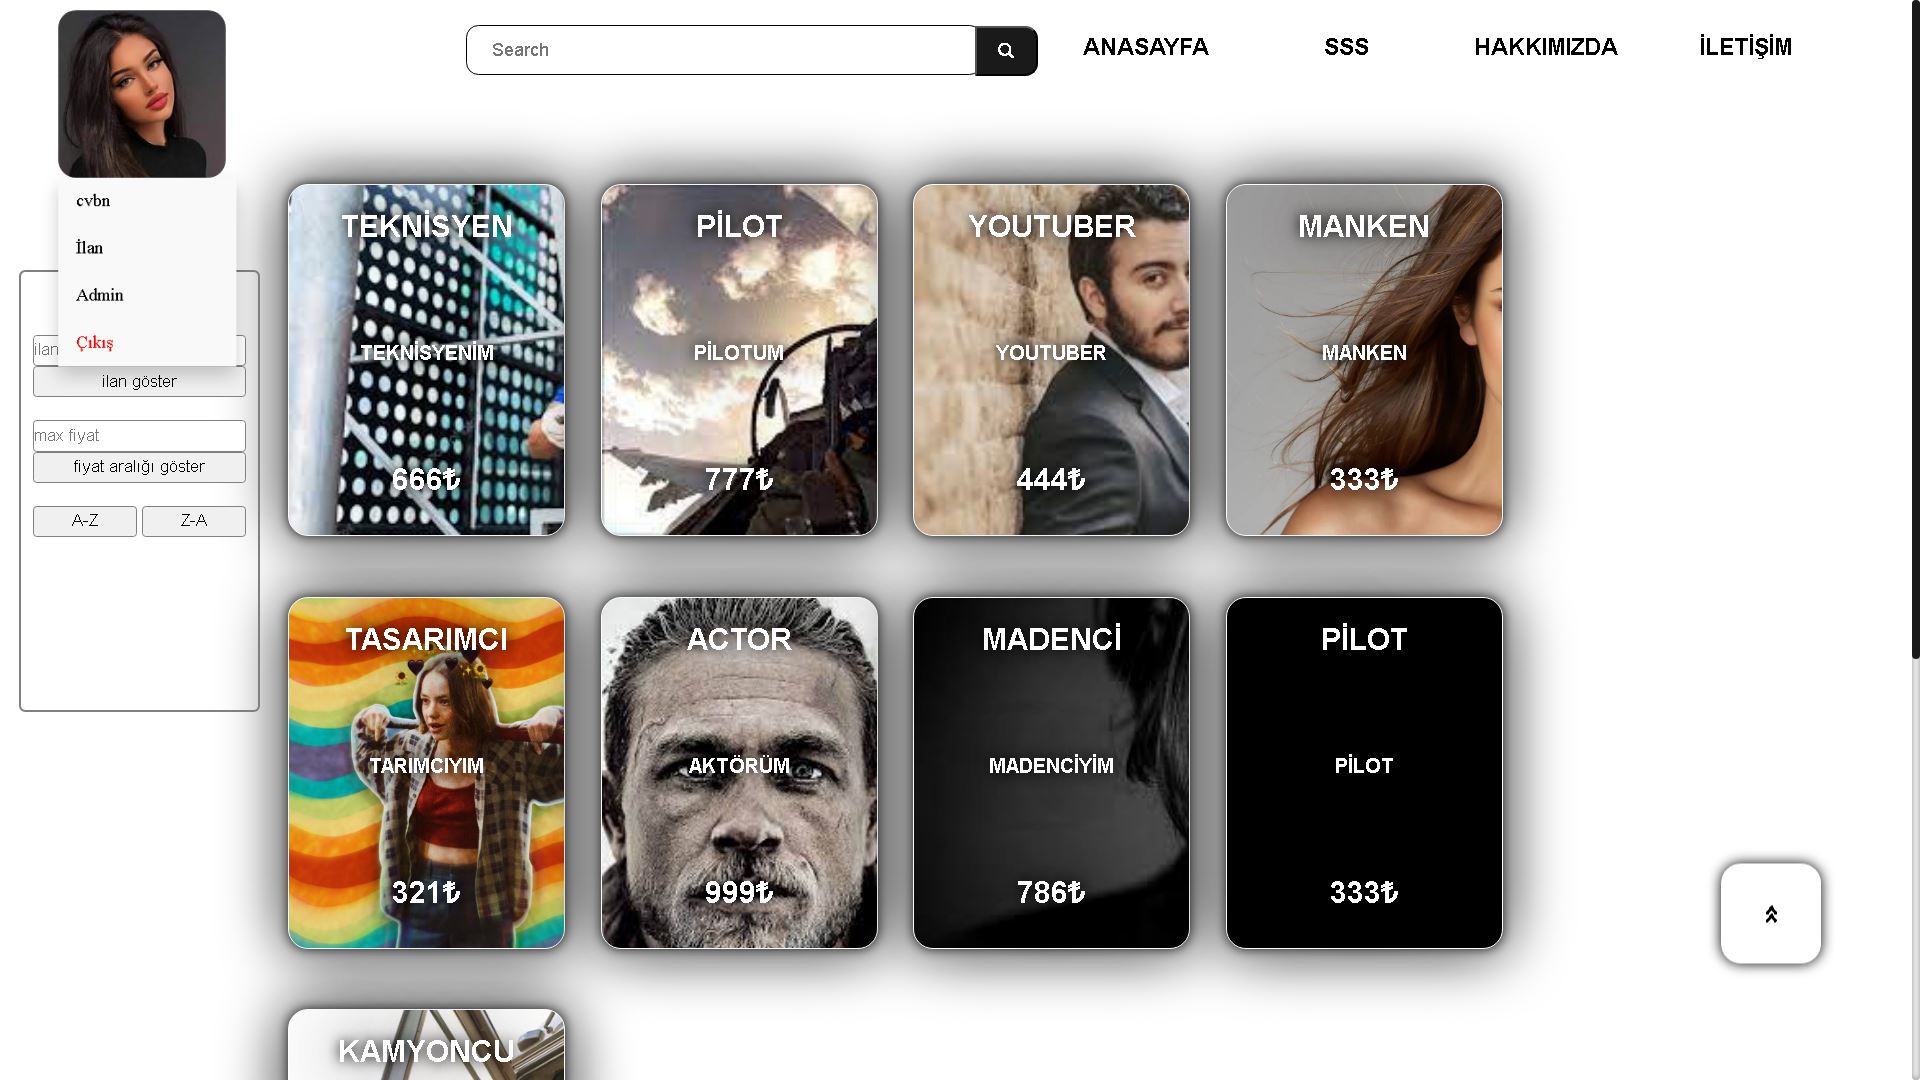 Search
ANASAYFA
SSS
HAKKIMIZDA
İLETİŞİM
cvbn
İlan
Admin
Çıkış
ilan
ilan göster
max fiyat
fiyat aralığı göster
A-Z
Z-A
TEKNİSYEN
TEKNİSYENİM
666₺
PİLOT
PİLOTUM
777₺
YOUTUBER
YOUTUBER
444₺
MANKEN
MANKEN
333₺
TASARIMCI
TARIMCIYIM
321₺
ACTOR
AKTÖRÜM
999₺
MADENCİ
MADENCİYİM
786₺
PİLOT
PİLOT
333₺
KAMYONCU